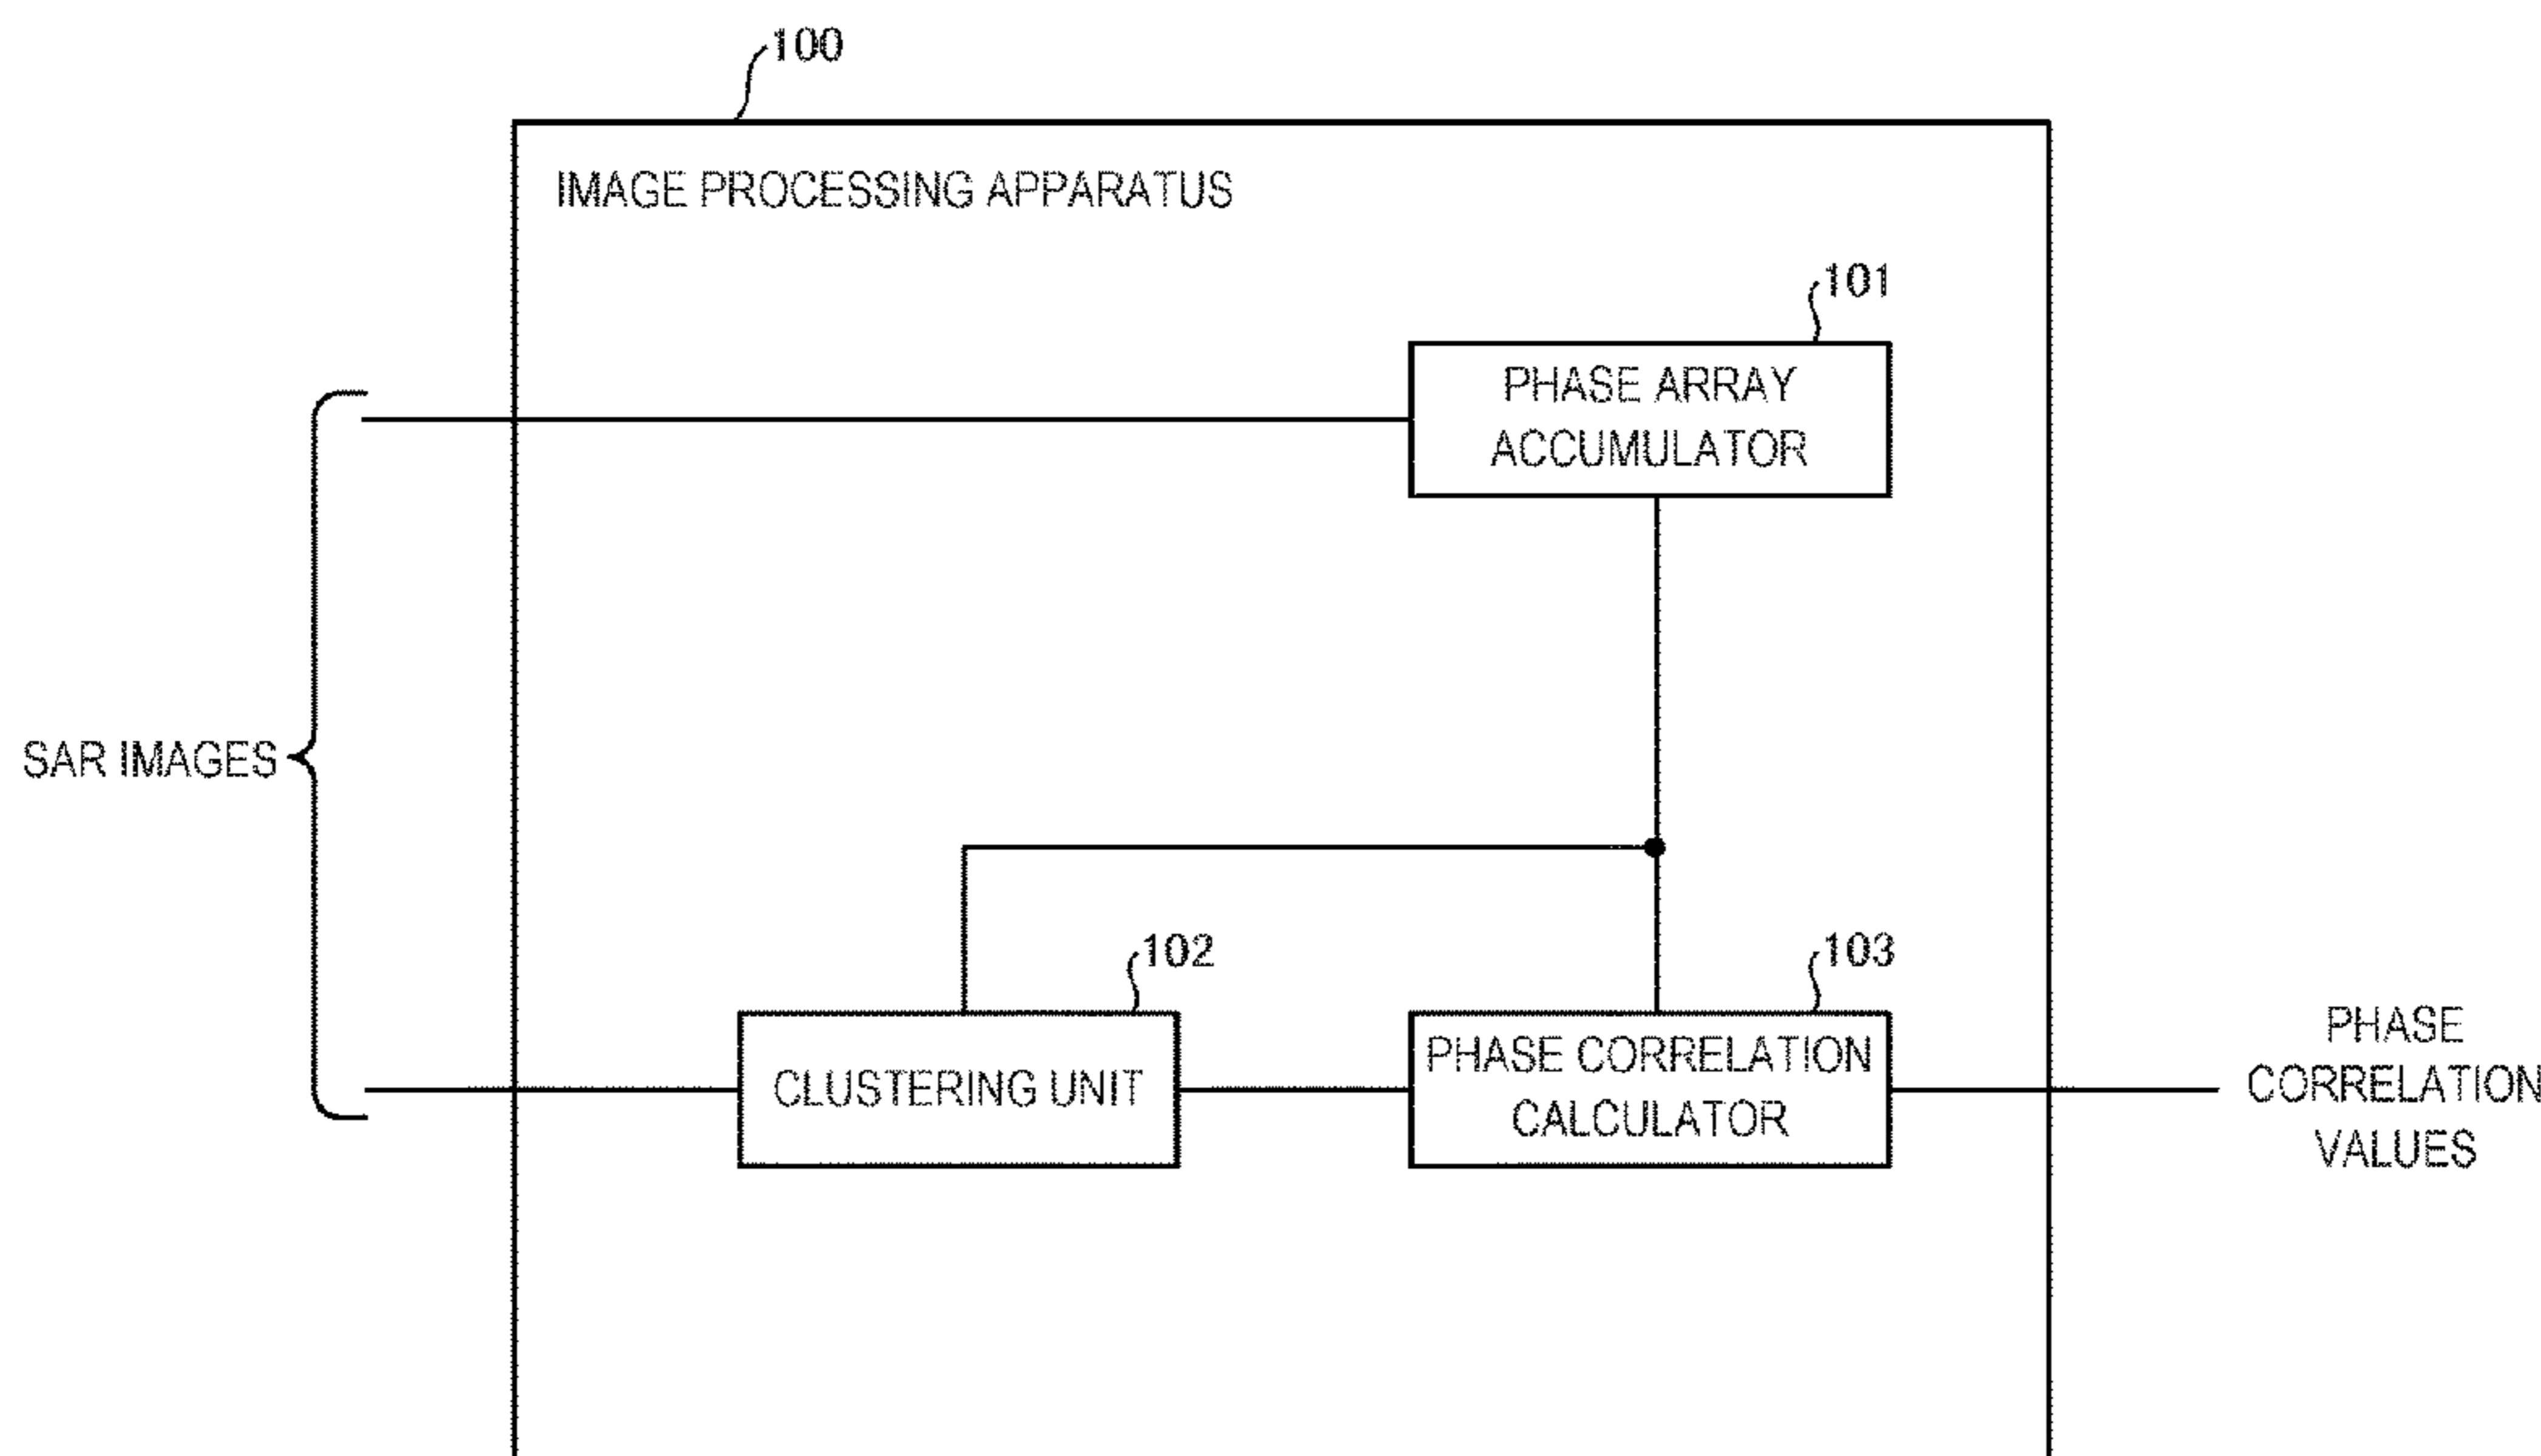 100
IMAGE PROCESSING APPARATUS
101
PHASE ARRAY
ACCUMULATOR
SAR IMAGES
102
CLUSTERING UNIT
103
PHASE CORRELATION
CALCULATOR
PHASE
CORRELATION
VALUES